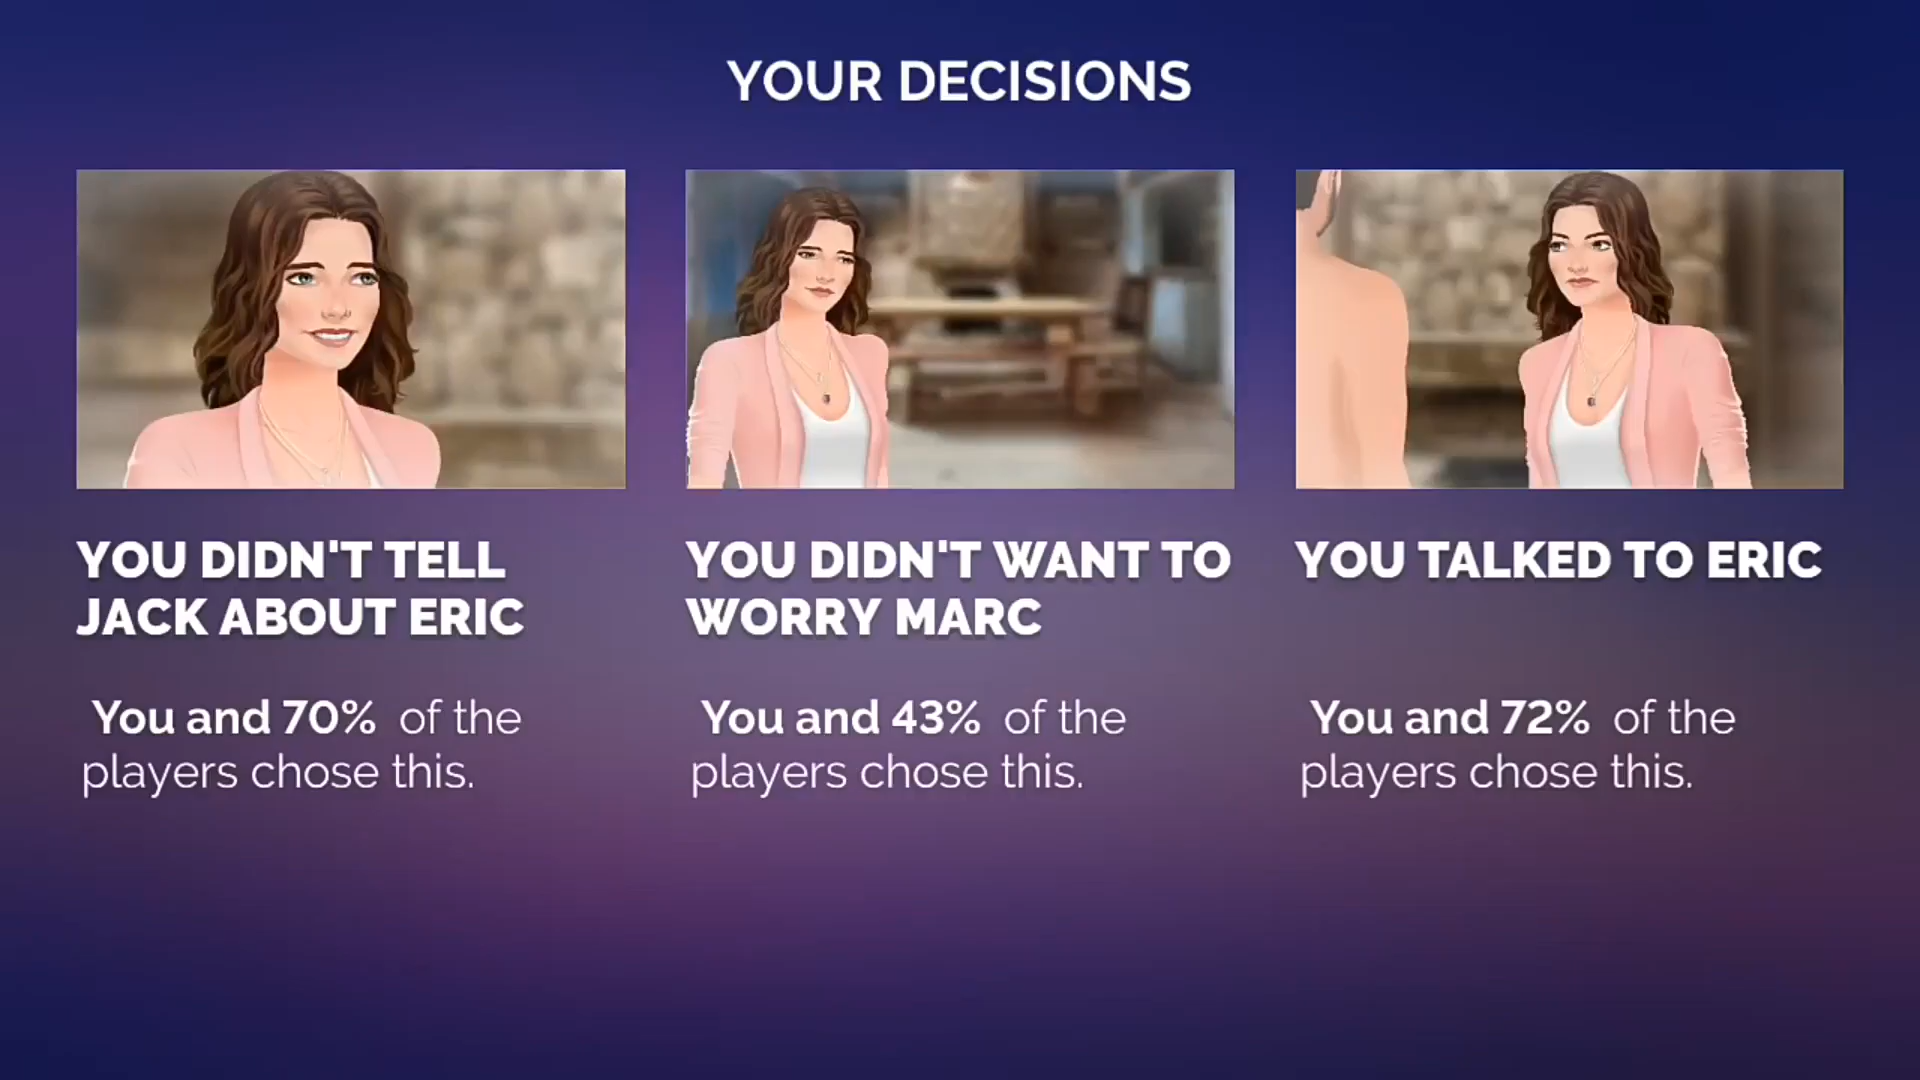 YOUR DECISIONS
YOU DIDN'T TELL
JACK ABOUT ERIC
You and 70% of the
players chose this.
YOU DIDN'T WANT TO
WORRY MARC
You and 43% of the
players chose this.
YOU TALKED TO ERIC
You and 72% of the
players chose this.